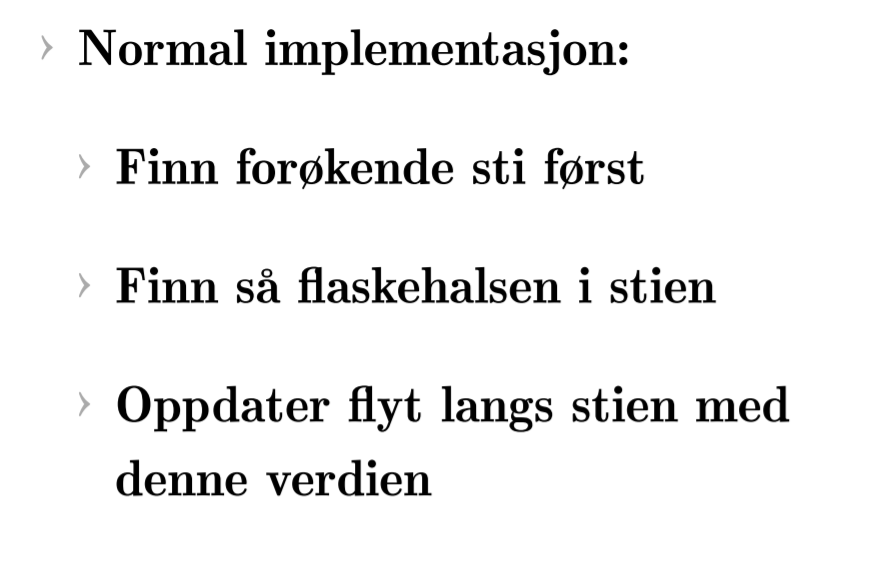 › Normal implementasjon:
› Finn forøkende sti først
› Finn så flaskehalsen i stien
› Oppdater flyt langs stien med
denne verdien